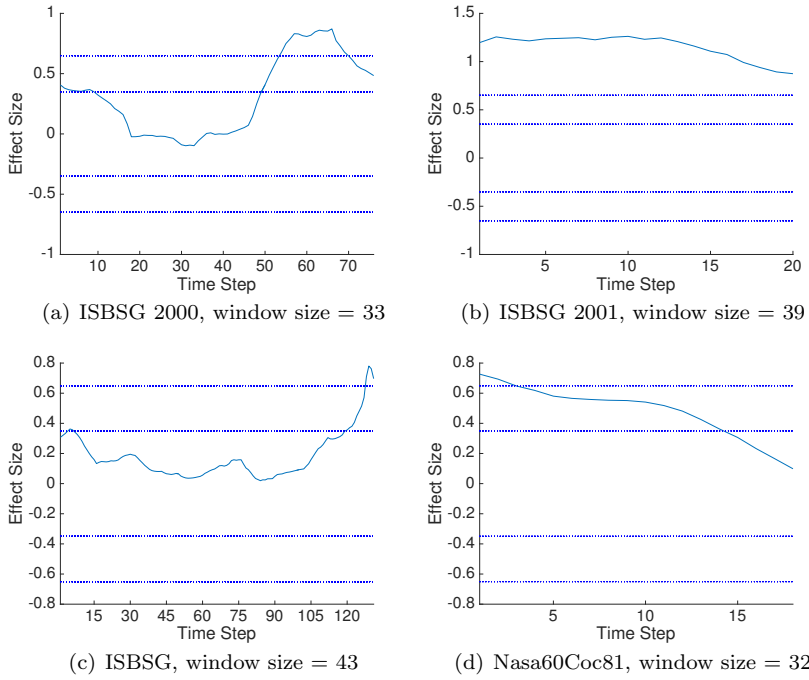 1
0.5
0
-0.5
-1
Effect Size
10 20 30 40 50 60 70
Time Step
(a) ISBSG 2000, window size = 33
1.5
1
0.5
0
-0.5
-1
Effect Size
5 10 15 20
Time Step
(b) ISBSG 2001, window size = 39
0.8
0.6
0.4
0.2
0
-0.2
-0.4
-0.6
-0.8
Effect Size
15 30 45 60 75 90 105 120
Time Step
(c) ISBSG, window size = 43
0.8
0.6
0.4
0.2
0
-0.2
-0.4
-0.6
-0.8
Effect Size
5 10 15
Time Step
(d) Nasa60Coc81, window size = 32